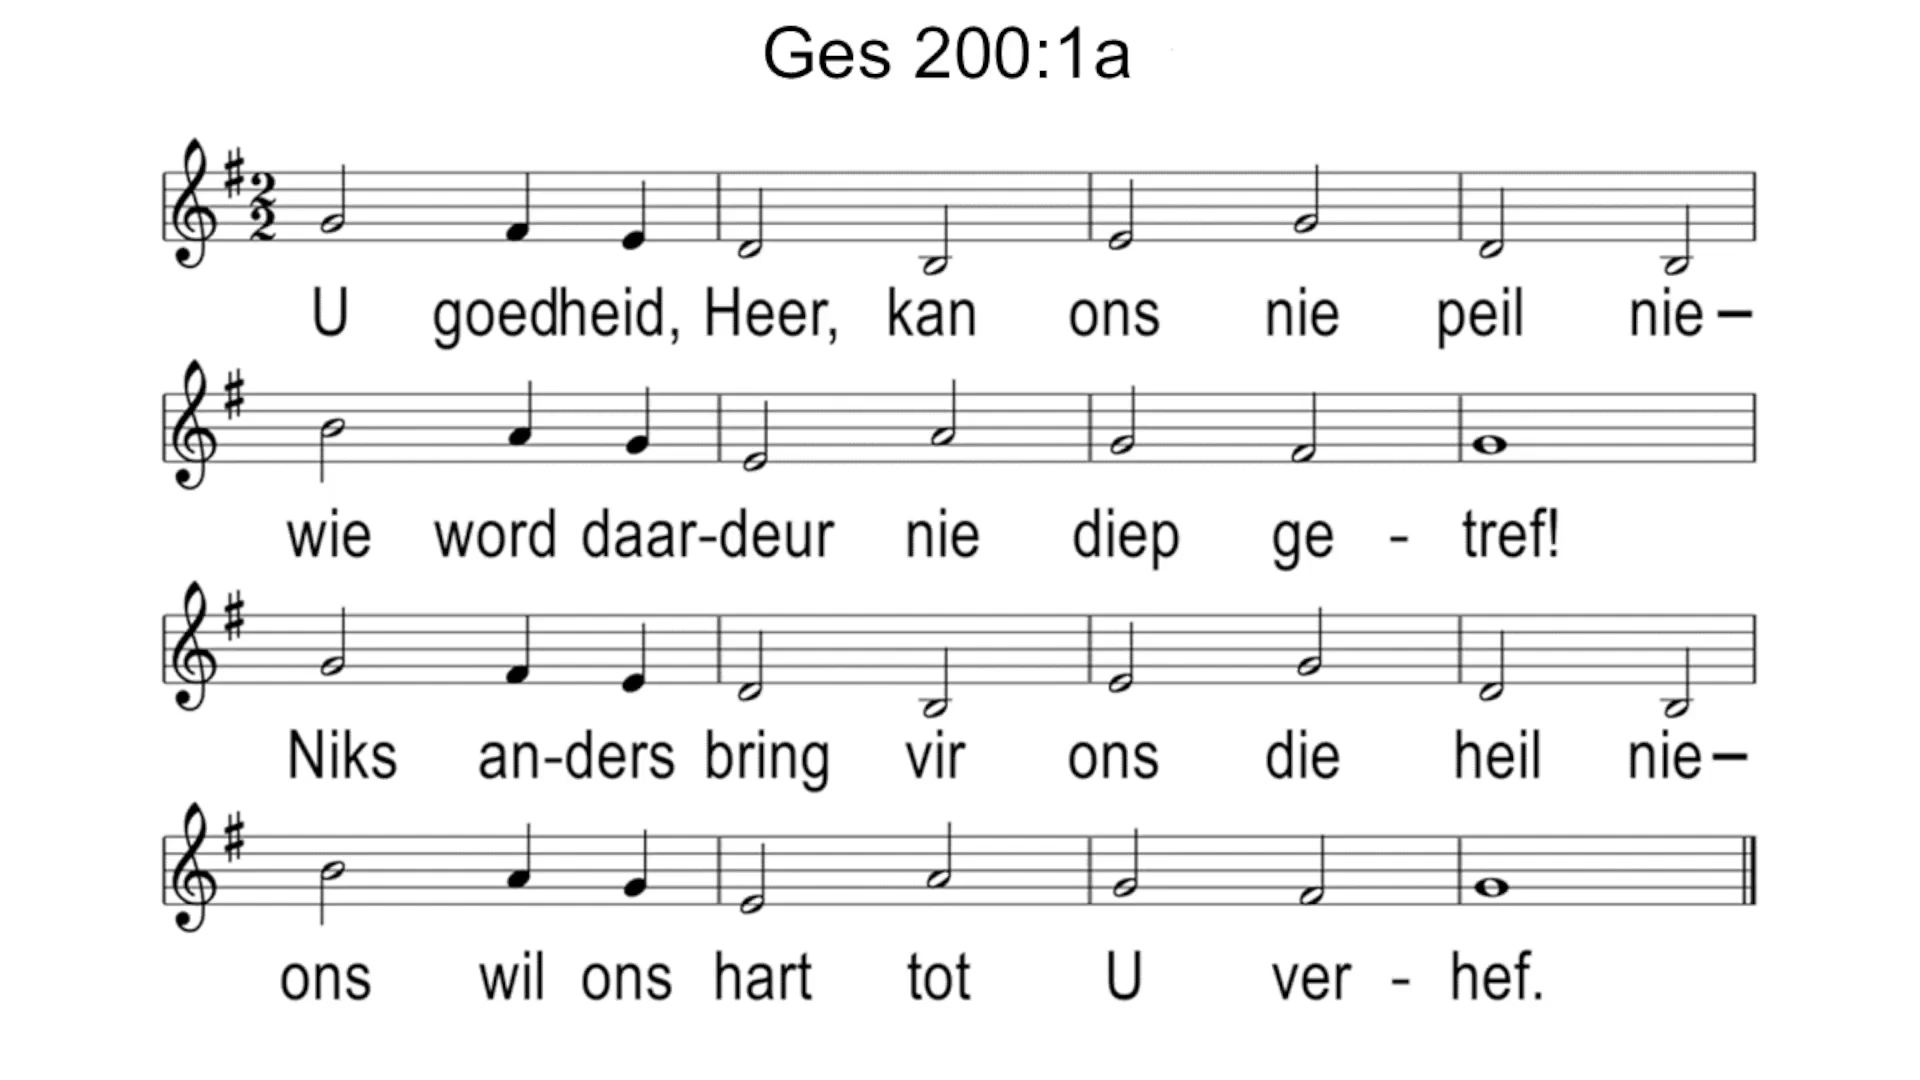 Ges 200:1a
U goedheid, Heer, kan ons nie peil nie–
wie word daar-deur nie diep ge - tref!
Niks an-ders bring vir ons die heil nie–
ons wil ons hart tot U ver - hef.